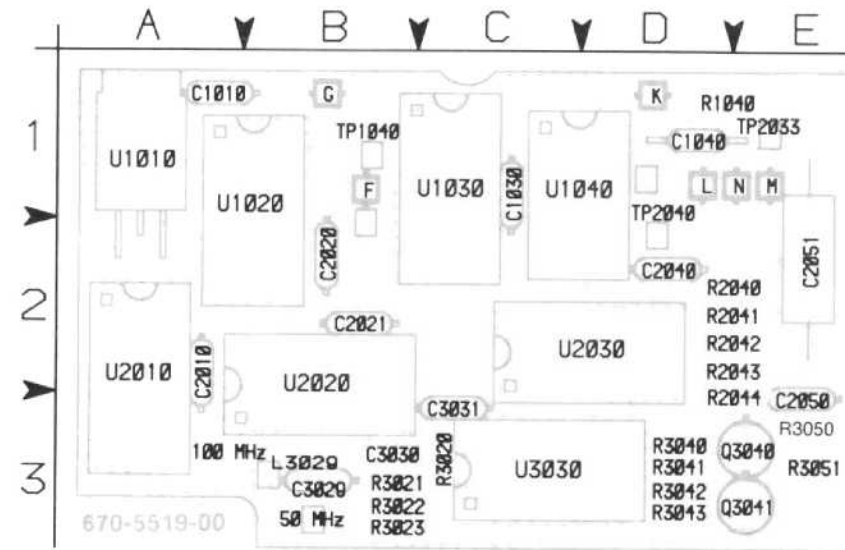 A B C D E
1
C1010
G
K
R1040
TP1040
C1040
TP2033
U1010
U1020
F
U1030
C1030
U1040
L N M
TP2040
C2020
C2040
C2051
2
R2040
C2021
R2041
U2010
C2010
U2020
U2030
R2042
R2043
R2044
C2050
C3031
R3050
100 MHz
L3029
C3030
R3020
R3040
Q3040
3
C3029
R3021
U3030
R3041
R3051
R3022
R3042
50 MHz
R3023
R3043
Q3041
670-5519-00